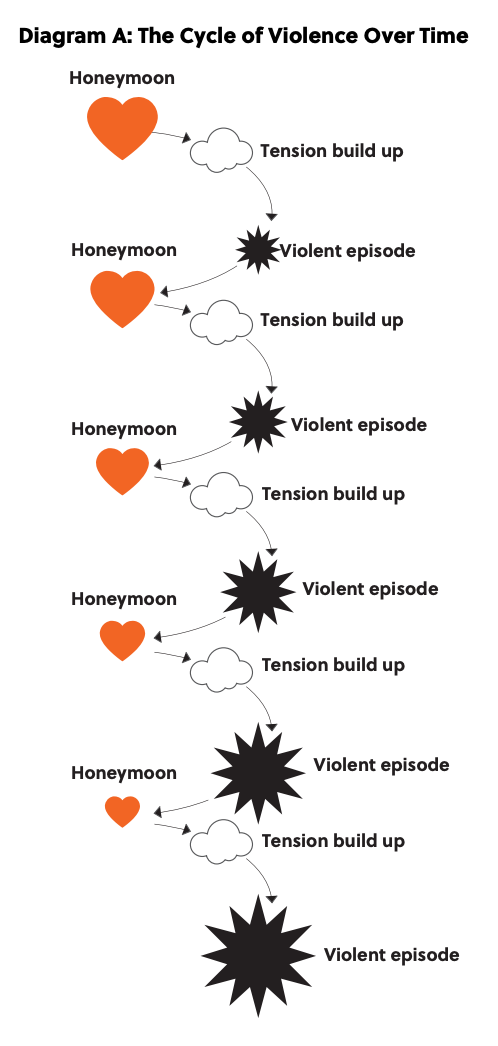 Diagram A: The Cycle of Violence Over Time
Honeymoon
Tension build up
Violent episode
Honeymoon
Tension build up
Violent episode
Honeymoon
Tension build up
Violent episode
Honeymoon
Tension build up
Violent episode
Honeymoon
Tension build up
Violent episode